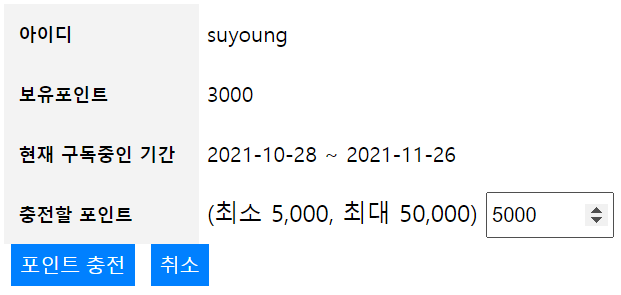 아이디 suyoung
보유포인트 3000
현재 구독중인 기간 2021-10-28 ~ 2021-11-26
충전할 포인트 (최소 5,000, 최대 50,000) 5000
포인트 충전 취소